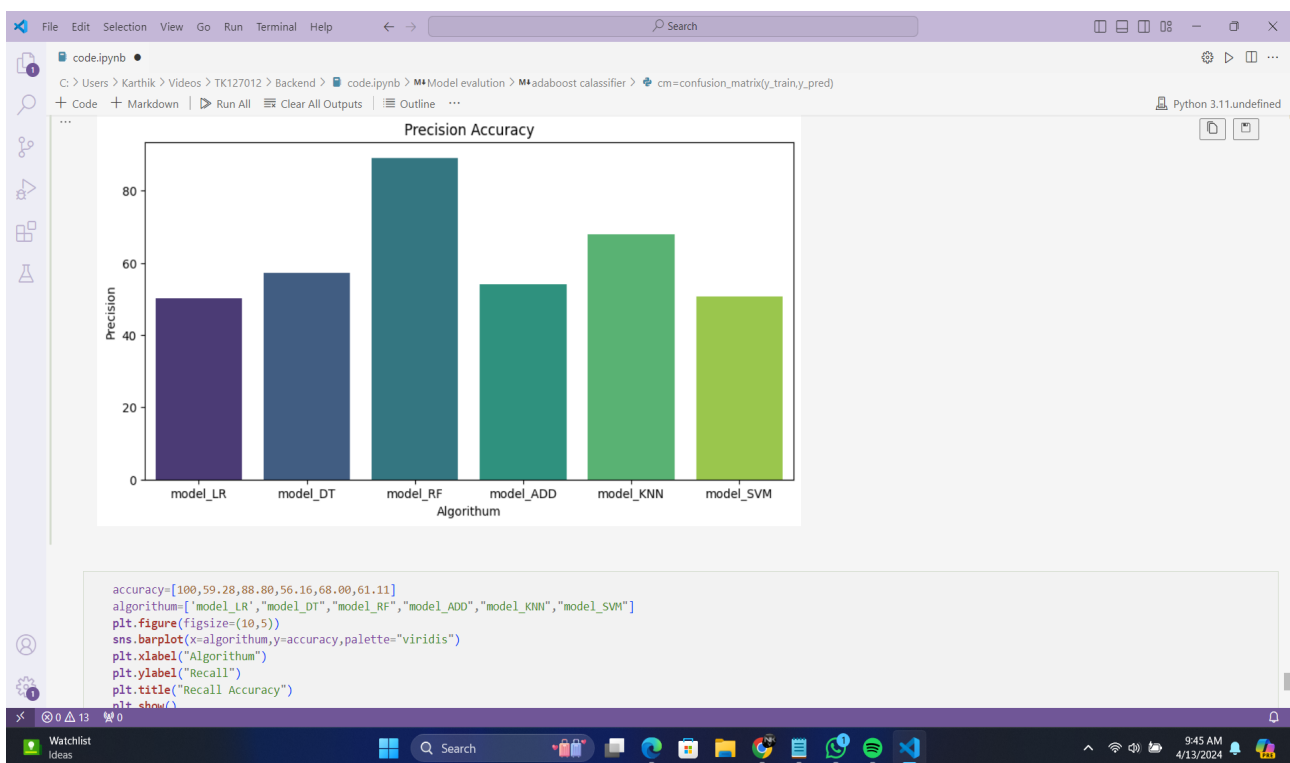 File Edit Selection View Go Run Terminal Help
Search
code.ipynb
C: > Users > Karthik > Videos > TK127012 > Backend > code.ipynb > M↓Model evalution > M↓adaboost calassifier > cm=confusion_matrix(y_train,y_pred)
+ Code + Markdown | Run All Clear All Outputs | Outline ...
Python 3.11.undefined
...
Precision Accuracy
80
60
40
20
0
Precision
model_LR model_DT model_RF model_ADD model_KNN model_SVM
Algorithum
accuracy=[100,59.28,88.80,56.16,68.00,61.11]
algorithum=['model_LR',"model_DT","model_RF","model_ADD","model_KNN","model_SVM"]
plt.figure(figsize=(10,5))
sns.barplot(x=algorithum,y=accuracy,palette="viridis")
plt.xlabel("Algorithum")
plt.ylabel("Recall")
plt.title("Recall Accuracy")
plt.show()
1
1
0 13 0
Watchlist
Ideas
Search
1
9:45 AM
4/13/2024